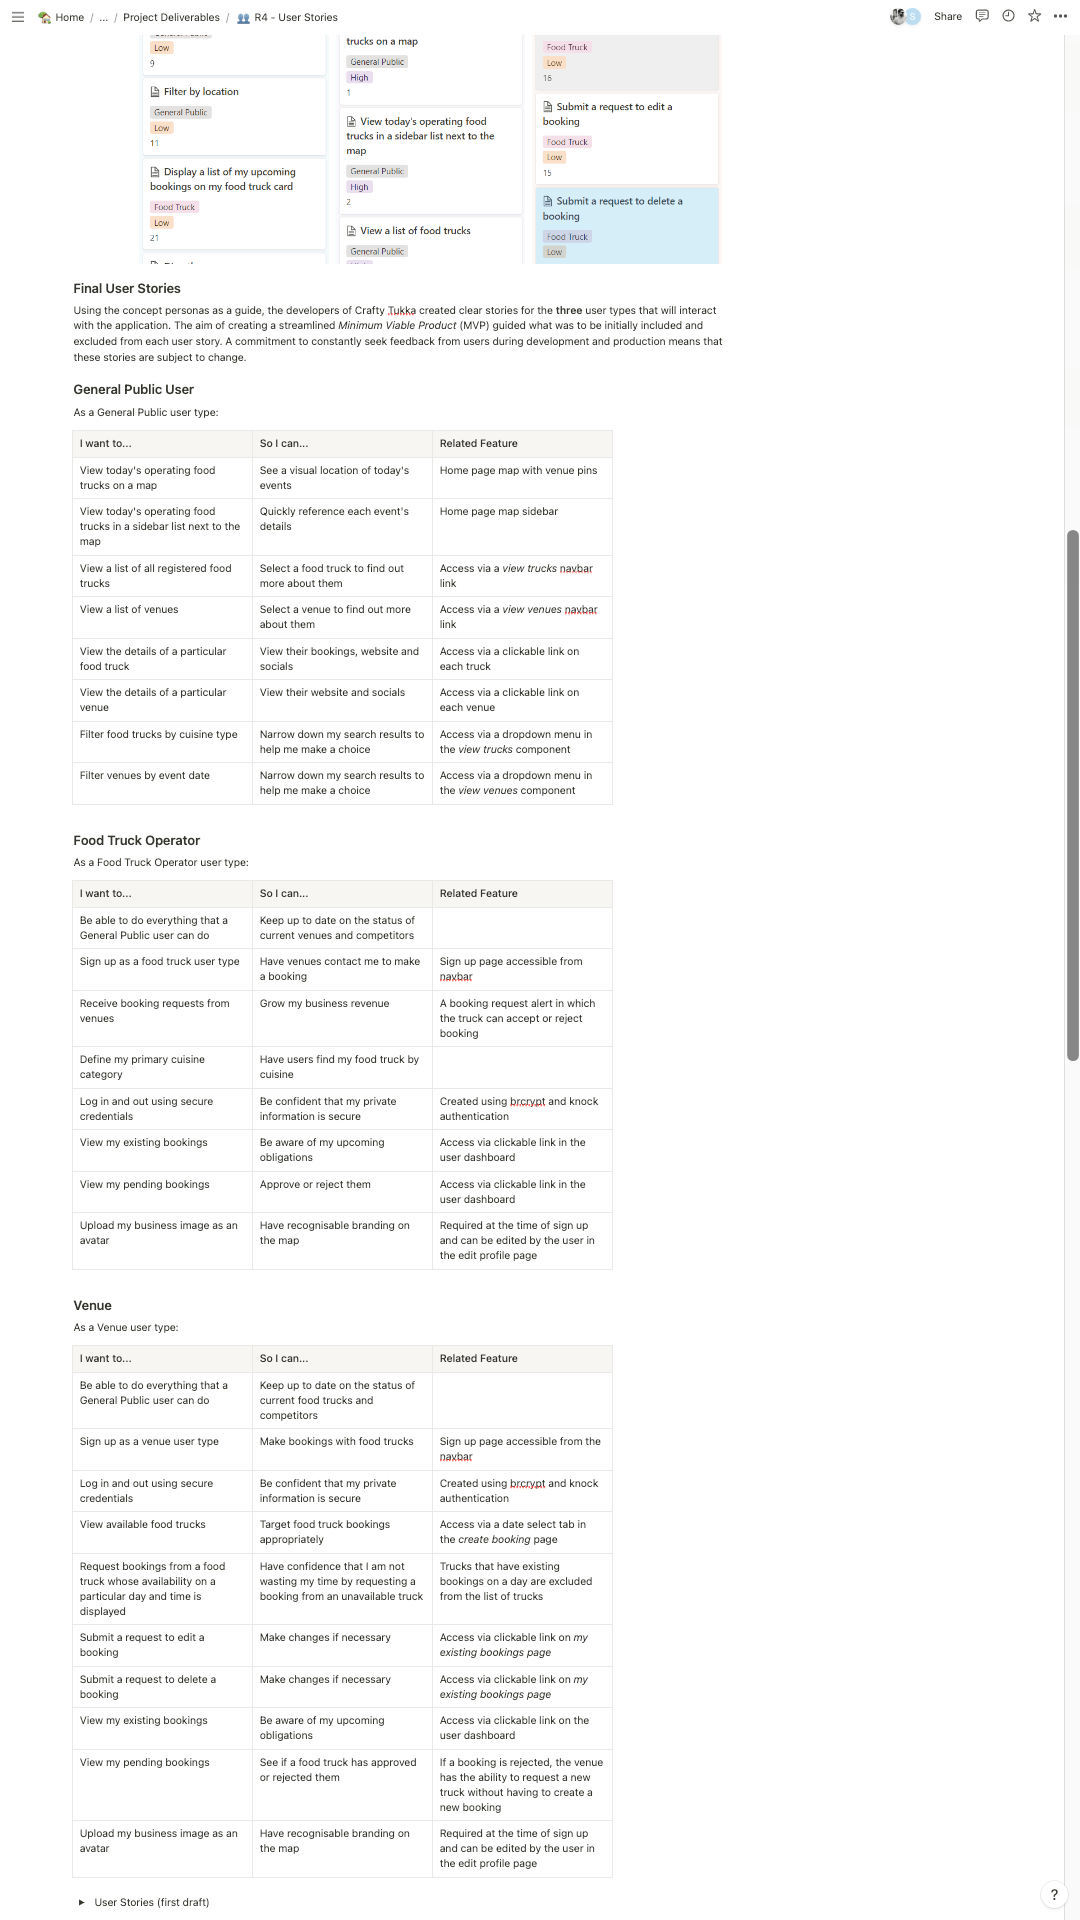 Home / ... / Project Deliverables / R4 - User Stories
S Share
Low
9
Filter by location
General Public
Low
11
Display a list of my upcoming
bookings on my food truck card
Food Truck
Low
21
trucks on a map
General Public
High
1
View today's operating food
trucks in a sidebar list next to the
map
General Public
High
2
View a list of food trucks
General Public
Food Truck
Low
16
Submit a request to edit a
booking
Food Truck
Low
15
Submit a request to delete a
booking
Food Truck
Low
Final User Stories
Using the concept personas as a guide, the developers of Crafty Tukka created clear stories for the three user types that will interact
with the application. The aim of creating a streamlined Minimum Viable Product (MVP) guided what was to be initially included and
excluded from each user story. A commitment to constantly seek feedback from users during development and production means that
these stories are subject to change.
General Public User
As a General Public user type:
I want to... So I can... Related Feature
View today's operating food
trucks on a map
See a visual location of today's
events
Home page map with venue pins
View today's operating food
trucks in a sidebar list next to the
map
Quickly reference each event's
details
Home page map sidebar
View a list of all registered food
trucks
Select a food truck to find out
more about them
Access via a view trucks navbar
link
View a list of venues
Select a venue to find out more
about them
Access via a view venues navbar
link
View the details of a particular
food truck
View their bookings, website and
socials
Access via a clickable link on
each truck
View the details of a particular
venue
View their website and socials
Access via a clickable link on
each venue
Filter food trucks by cuisine type
Narrow down my search results to
help me make a choice
Access via a dropdown menu in
the view trucks component
Filter venues by event date
Narrow down my search results to
help me make a choice
Access via a dropdown menu in
the view venues component
Food Truck Operator
As a Food Truck Operator user type:
I want to... So I can... Related Feature
Be able to do everything that a
General Public user can do
Keep up to date on the status of
current venues and competitors
Sign up as a food truck user type
Have venues contact me to make
a booking
Sign up page accessible from
navbar
Receive booking requests from
venues
Grow my business revenue
A booking request alert in which
the truck can accept or reject
booking
Define my primary cuisine
category
Have users find my food truck by
cuisine
Log in and out using secure
credentials
Be confident that my private
information is secure
Created using brcrypt and knock
authentication
View my existing bookings
Be aware of my upcoming
obligations
Access via clickable link in the
user dashboard
View my pending bookings
Approve or reject them
Access via clickable link in the
user dashboard
Upload my business image as an
avatar
Have recognisable branding on
the map
Required at the time of sign up
and can be edited by the user in
the edit profile page
Venue
As a Venue user type:
I want to... So I can... Related Feature
Be able to do everything that a
General Public user can do
Keep up to date on the status of
current food trucks and
competitors
Sign up as a venue user type
Make bookings with food trucks
Sign up page accessible from the
navbar
Log in and out using secure
credentials
Be confident that my private
information is secure
Created using brcrypt and knock
authentication
View available food trucks
Target food truck bookings
appropriately
Access via a date select tab in
the create booking page
Request bookings from a food
truck whose availability on a
particular day and time is
displayed
Have confidence that I am not
wasting my time by requesting a
booking from an unavailable truck
Trucks that have existing
bookings on a day are excluded
from the list of trucks
Submit a request to edit a
booking
Make changes if necessary
Access via clickable link on my
existing bookings page
Submit a request to delete a
booking
Make changes if necessary
Access via clickable link on my
existing bookings page
View my existing bookings
Be aware of my upcoming
obligations
Access via clickable link on the
user dashboard
View my pending bookings
See if a food truck has approved
or rejected them
If a booking is rejected, the venue
has the ability to request a new
truck without having to create a
new booking
Upload my business image as an
avatar
Have recognisable branding on
the map
Required at the time of sign up
and can be edited by the user in
the edit profile page
User Stories (first draft)
?